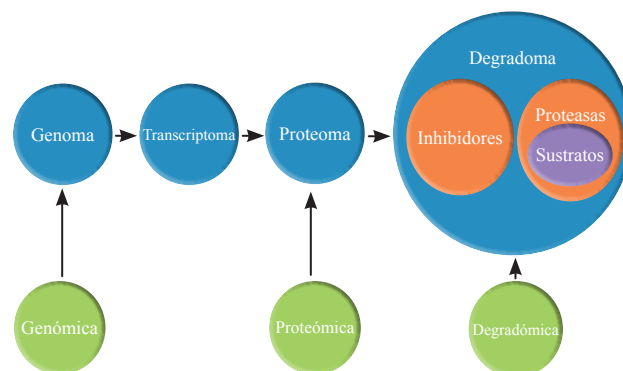 Degradoma
Genoma
Transcriptoma
Proteoma
Inhibidores
Proteasas
Sustratos
Genómica
Proteómica
Degradómica